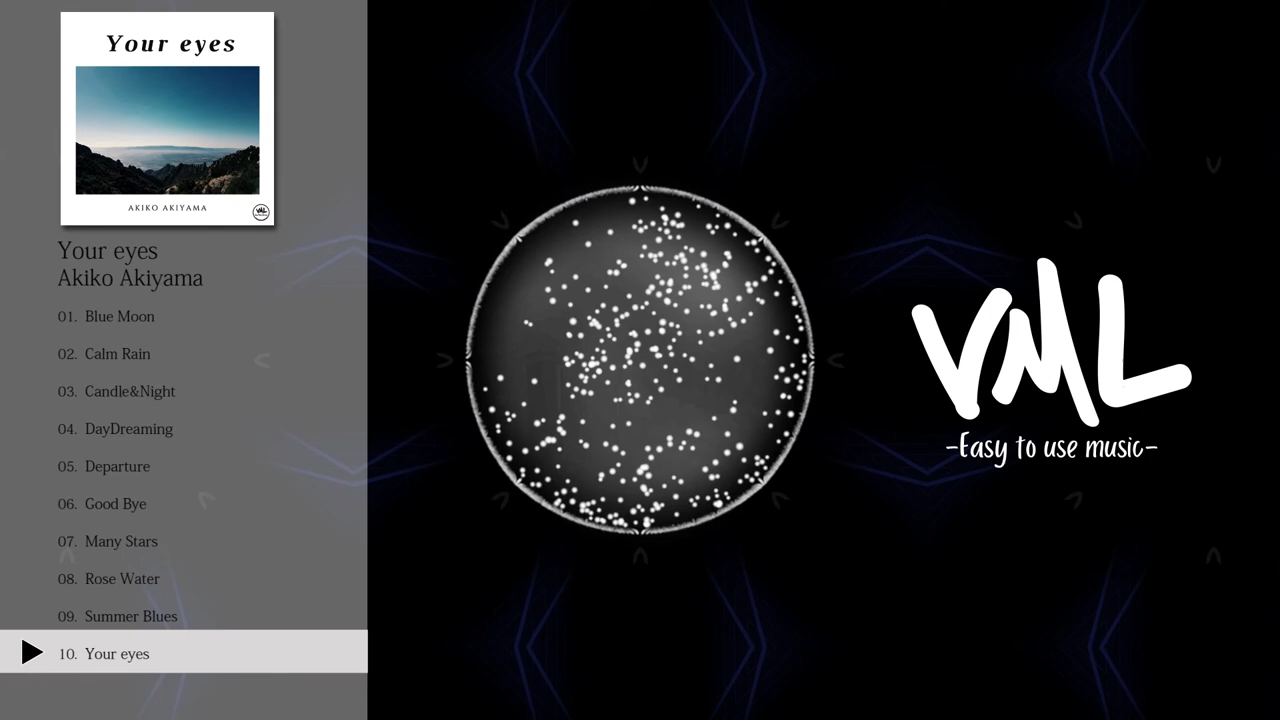 Your eyes
AKIKO AKIYAMA
VML
Your eyes
Akiko Akiyama
01. Blue Moon
02. Calm Rain
03. Candle&Night
04. DayDreaming
05. Departure
06. Good Bye
07. Many Stars
08. Rose Water
09. Summer Blues
10. Your eyes
VML
-Easy to use music-